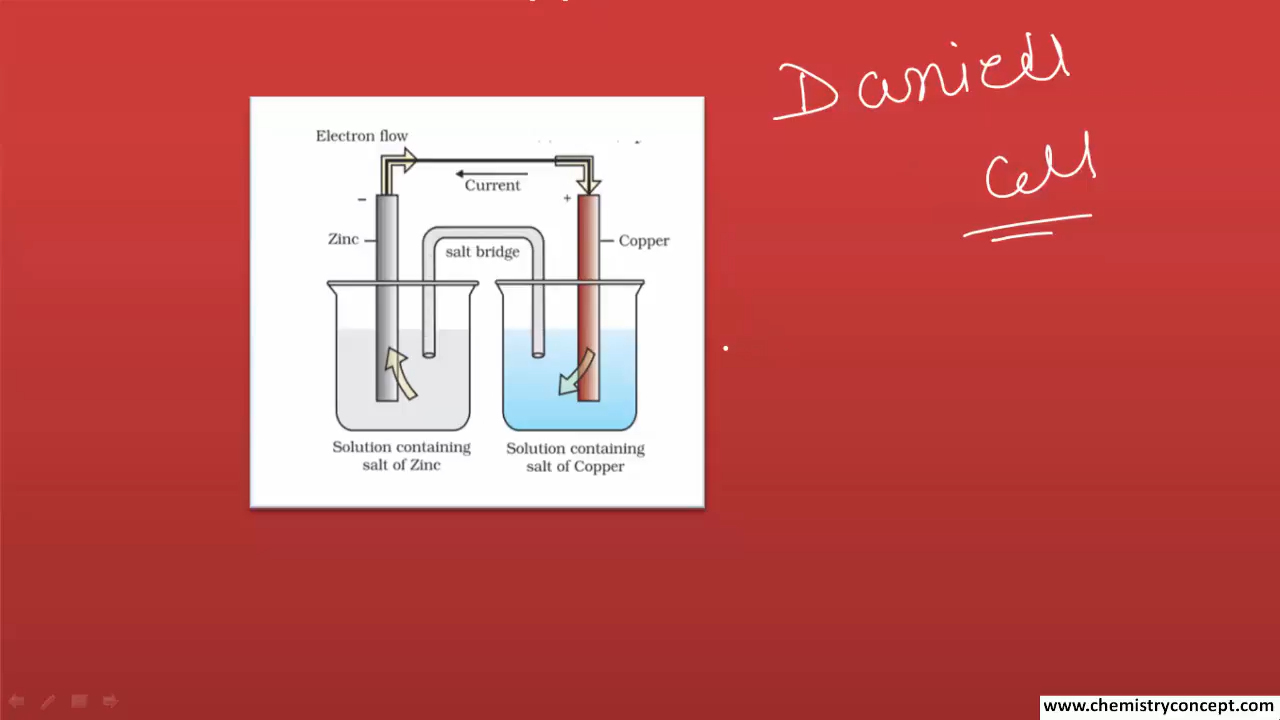 Daniell
Cell
Electron flow
Current
−
+
Zinc
salt bridge
Copper
Solution containing
salt of Zinc
Solution containing
salt of Copper
www.chemistryconcept.com